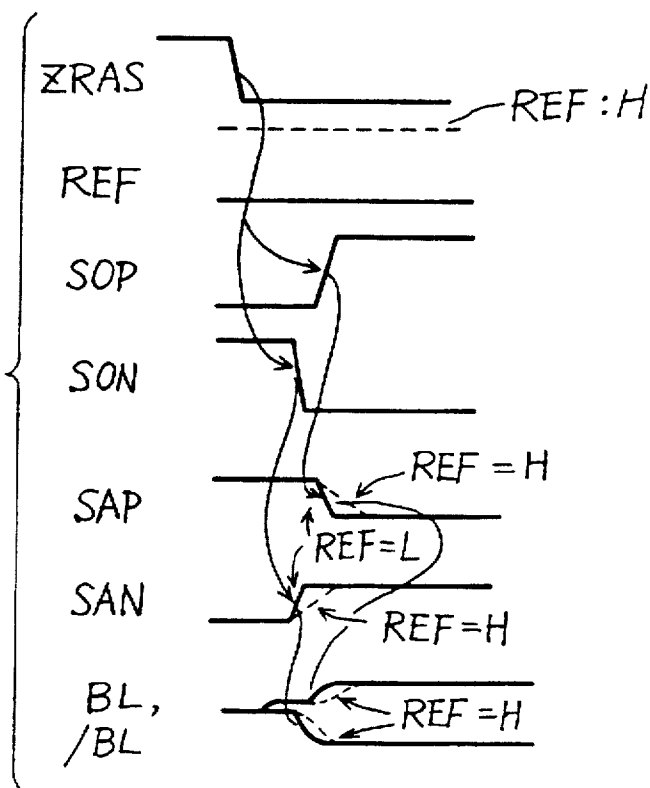 ZRAS
REF : H
REF
SOP
SON
REF = H
SAP
REF = L
SAN
REF = H
BL,
/BL
REF = H